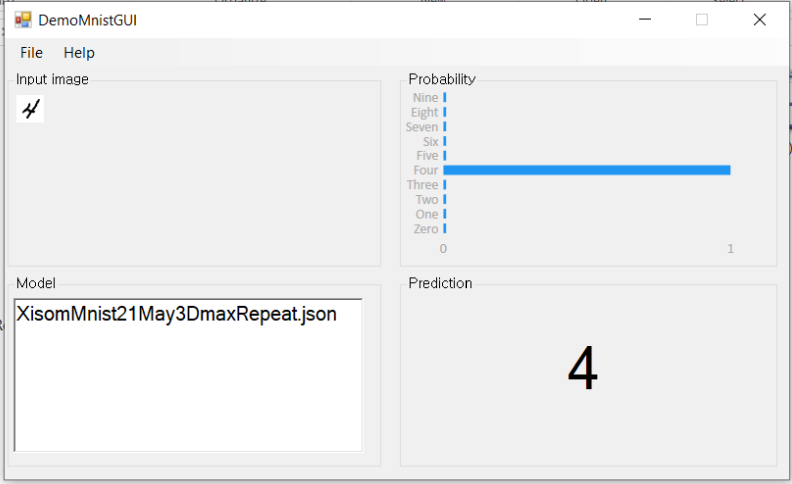 DemoMnistGUI
File Help
Input image
4
Probability
Nine
Eight
Seven
Six
Five
Four
Three
Two
One
Zero
0 1
Model
XisomMnist21May3DmaxRepeat.json
Prediction
4